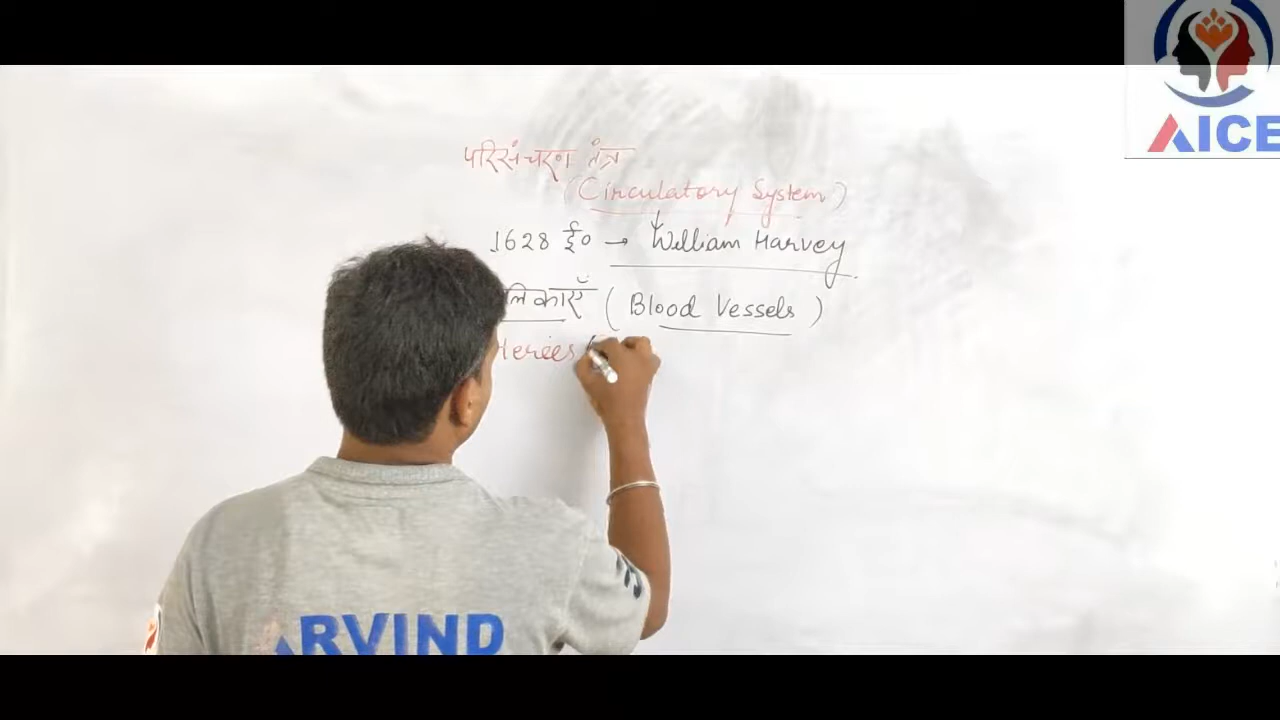 AICE
परिसंचरण तंत्र
(Circulatory System)
1628 ई० → William Harvey
(Blood Vessels)
ARVIND